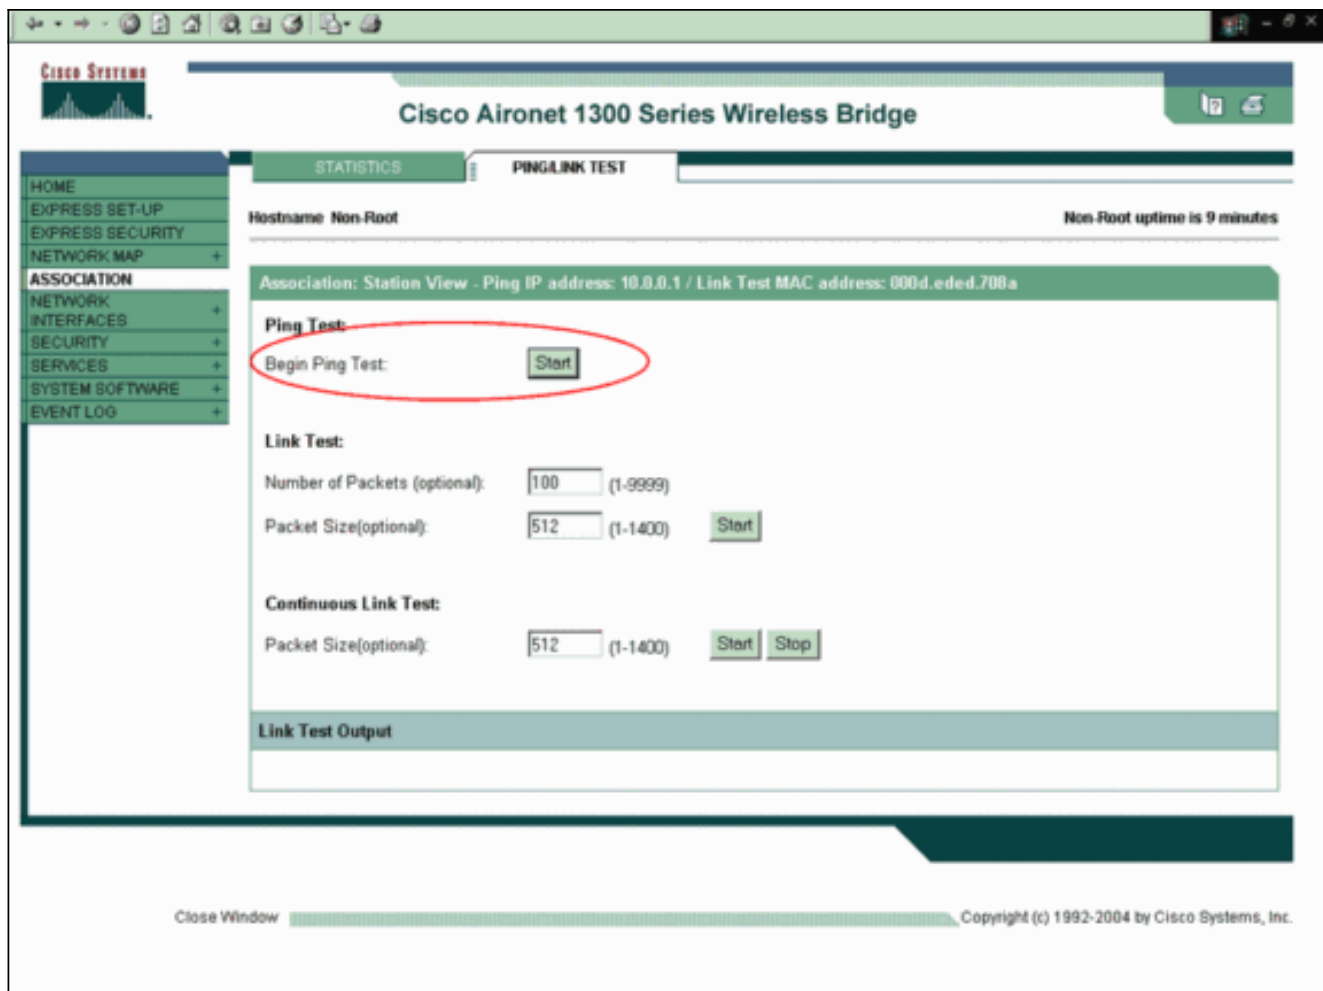 CISCO SYSTEMS
Cisco Aironet 1300 Series Wireless Bridge
STATISTICS
PING/LINK TEST
HOME
EXPRESS SET-UP
EXPRESS SECURITY
NETWORK MAP +
ASSOCIATION
NETWORK
INTERFACES +
SECURITY +
SERVICES +
SYSTEM SOFTWARE +
EVENT LOG +
Hostname Non-Root
Non-Root uptime is 9 minutes
Association: Station View - Ping IP address: 10.0.0.1 / Link Test MAC address: 000d.eded.708a
Ping Test:
Begin Ping Test: Start
Link Test:
Number of Packets (optional): 100 (1-9999)
Packet Size(optional): 512 (1-1400) Start
Continuous Link Test:
Packet Size(optional): 512 (1-1400) Start Stop
Link Test Output
Close Window
Copyright (c) 1992-2004 by Cisco Systems, Inc.